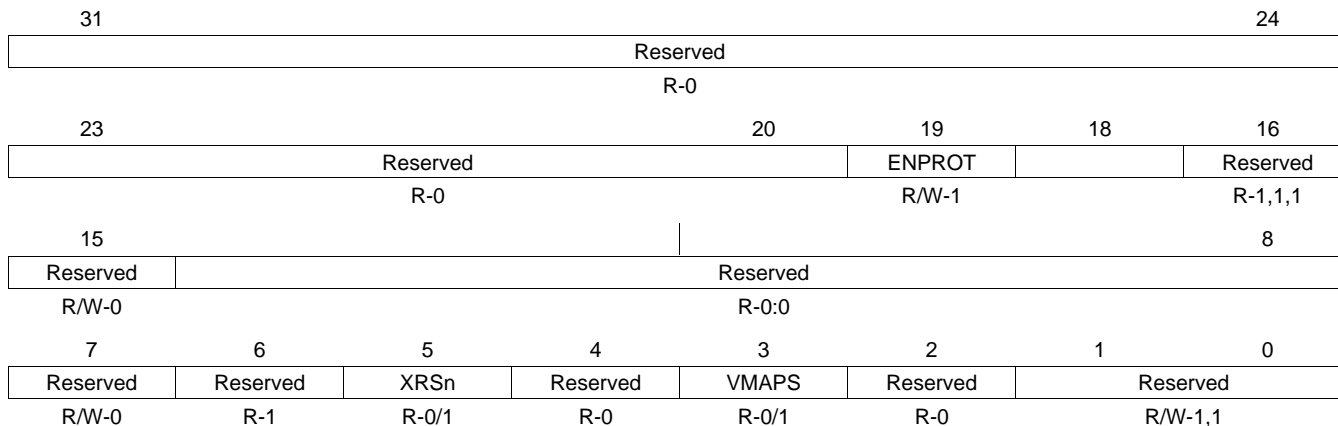 31 24
Reserved
R-0
23 20 19 18 16
Reserved ENPROT Reserved
R-0 R/W-1 R-1,1,1
15 8
Reserved Reserved
R/W-0 R-0:0
7 6 5 4 3 2 1 0
Reserved Reserved XRSn Reserved VMAPS Reserved Reserved
R/W-0 R-1 R-0/1 R-0 R-0/1 R-0 R/W-1,1